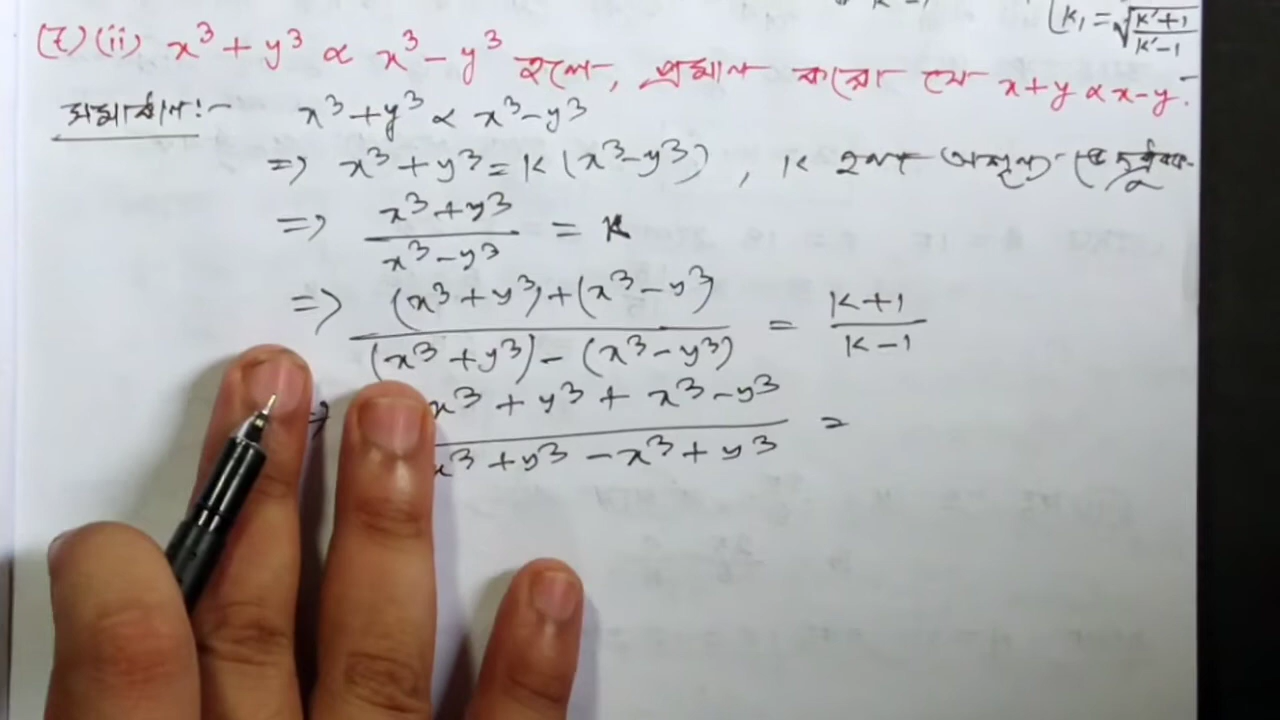 K₁ = √(K'+1 / K'-1)
(7)(ii) x³ + y³ ∝ x³ - y³ হলে, প্রমাণ করো যে x+y ∝ x-y.
সমাধান:- x³ + y³ ∝ x³ - y³
=> x³ + y³ = K (x³ - y³), K হল অশূন্য
=> (x³ + y³) / (x³ - y³) = K
=> ((x³ + y³) + (x³ - y³)) / ((x³ + y³) - (x³ - y³)) = (K+1) / (K-1)
=> (x³ + y³ + x³ - y³) / (x³ + y³ - x³ + y³) =